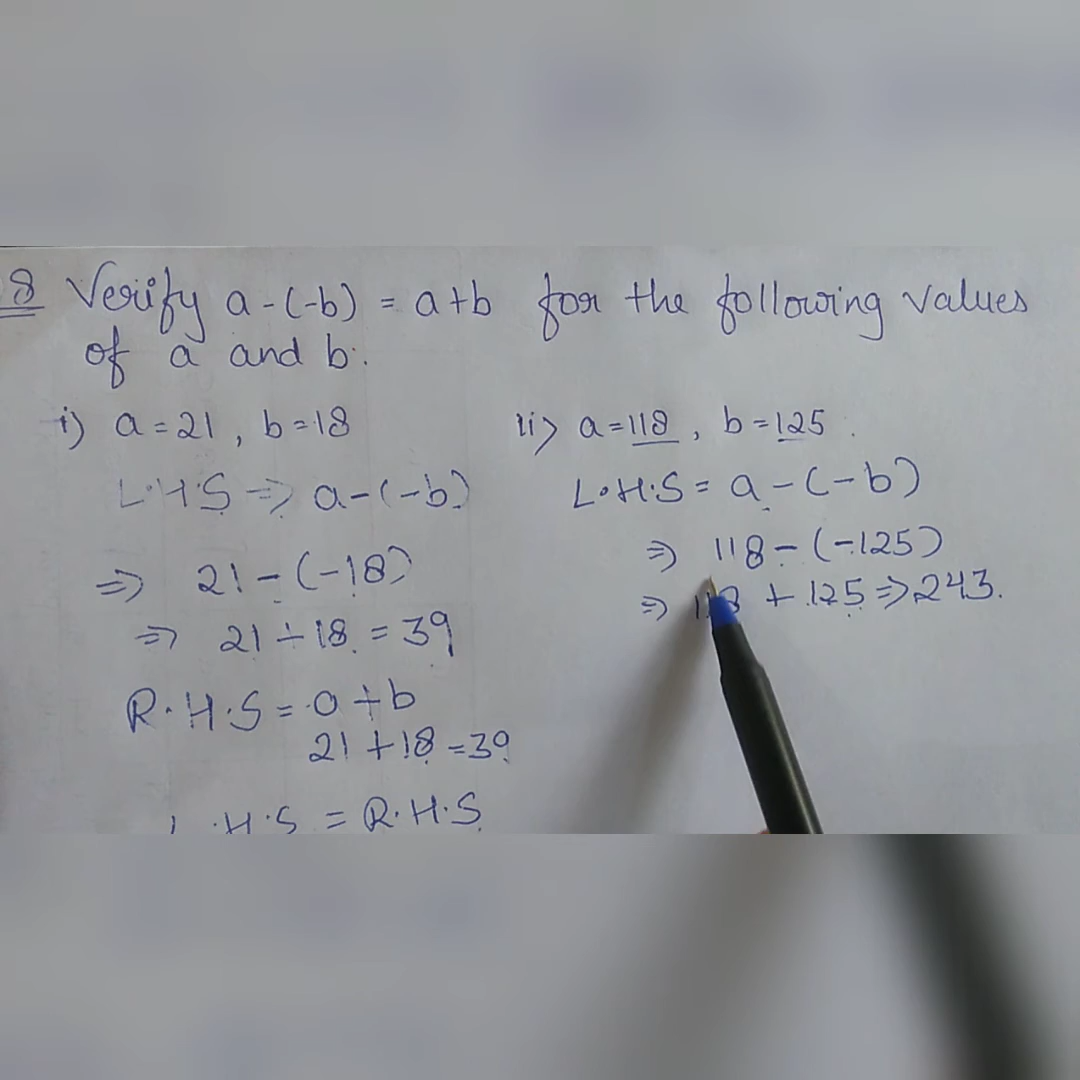 8 Verify a-(-b) = a+b for the following values
of a and b.
i) a=21, b=18
L.H.S ⇒ a-(-b)
⇒ 21-(-18)
⇒ 21+18 = 39
R.H.S = a+b
21+18=39
L.H.S = R.H.S
ii) a=118, b=125.
L.H.S = a-(-b)
⇒ 118-(-125)
⇒ 118 + 125 ⇒ 243.